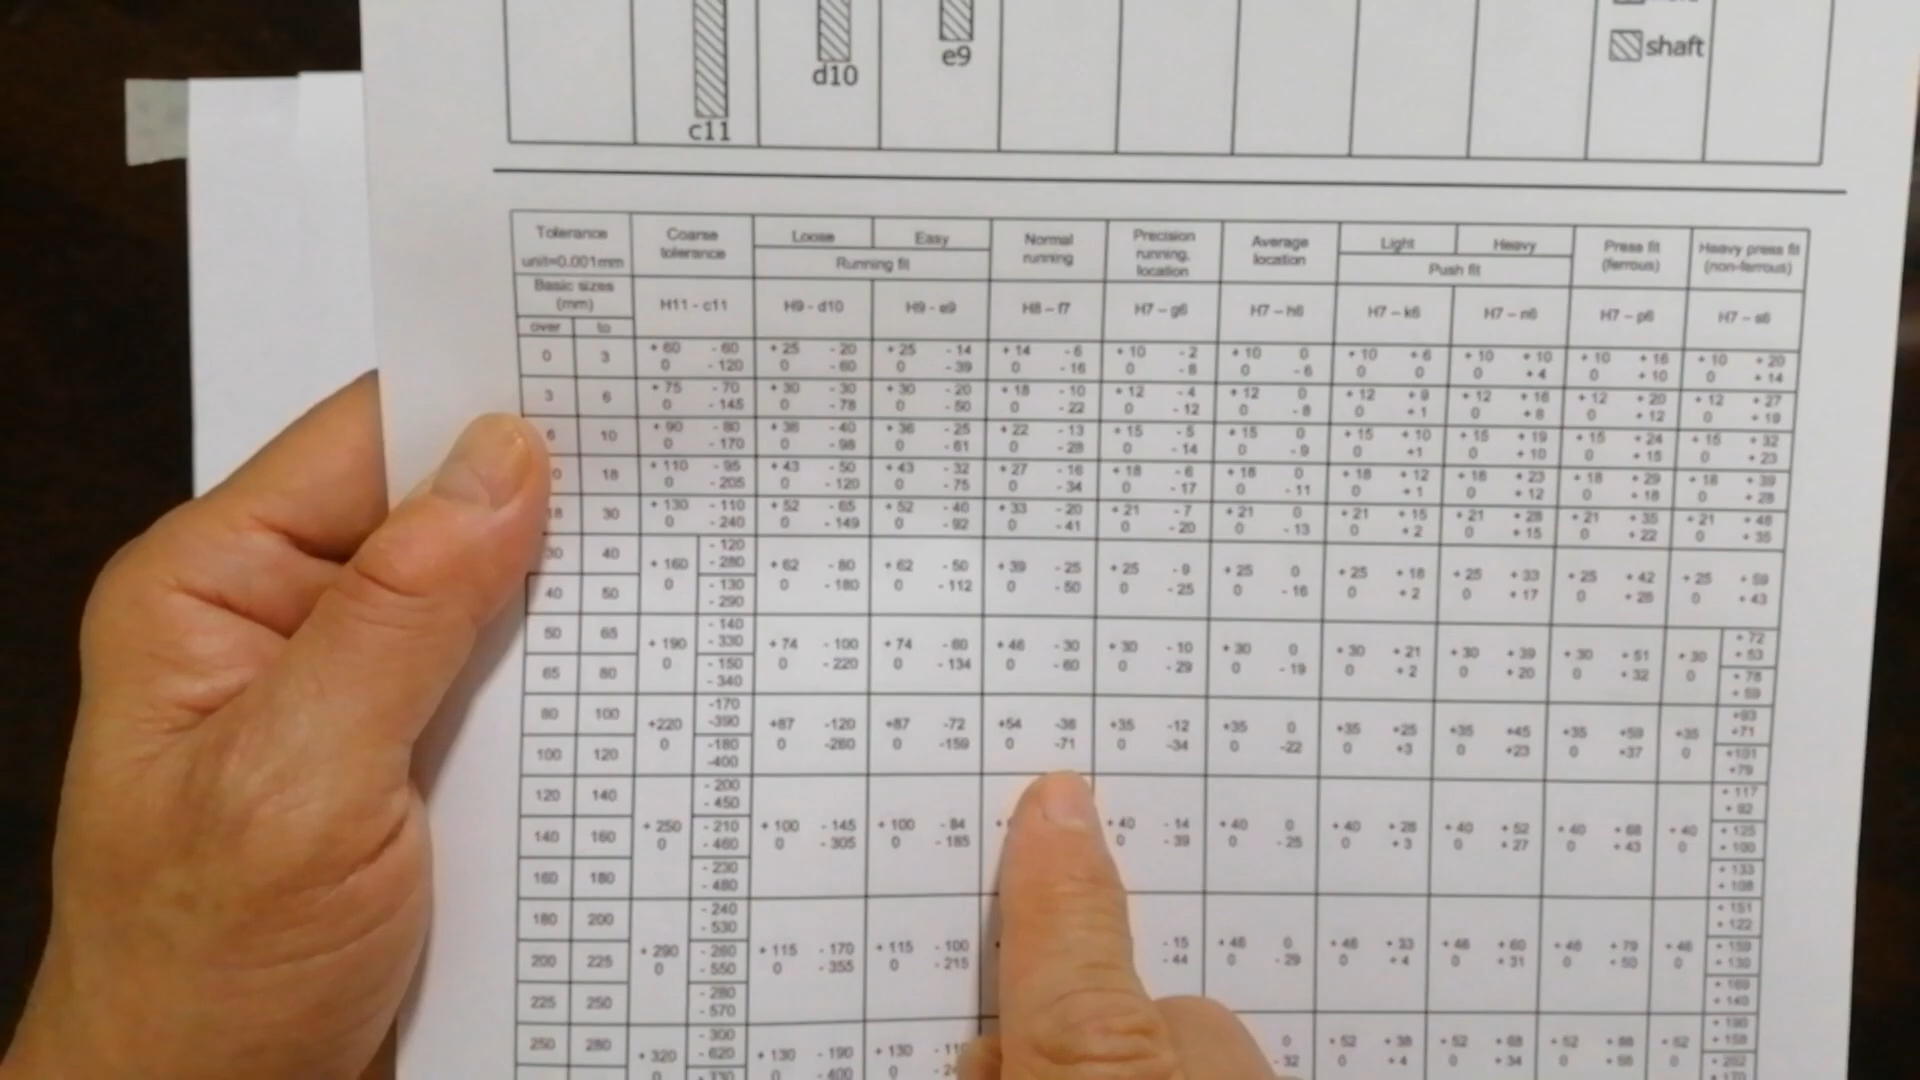 shaft
e9
d10
c11
Tolerance Coarse tolerance Loose Easy Normal running Precision running, location Average location Light Heavy Press fit (ferrous) Heavy press fit (non-ferrous)
unit=0.001mm Running fit Push fit
Basic sizes (mm) H11 - c11 H9 - d10 H9 - e9 H8 - f7 H7 - g6 H7 - h6 H7 - k6 H7 - n6 H7 - p6 H7 - s6
over to
0 3 + 60 - 60 + 25 - 20 + 25 - 14 + 14 - 6 + 10 - 2 + 10 0 + 10 + 6 + 10 + 10 + 10 + 16 + 10 + 20
0 - 120 0 - 60 0 - 39 0 - 16 0 - 8 0 - 6 0 0 0 + 4 0 + 10 0 + 14
3 6 + 75 - 70 + 30 - 30 + 30 - 20 + 18 - 10 + 12 - 4 + 12 0 + 12 + 9 + 12 + 16 + 12 + 20 + 12 + 27
0 - 145 0 - 78 0 - 50 0 - 22 0 - 12 0 - 8 0 + 1 0 + 8 0 + 12 0 + 19
6 10 + 90 - 80 + 36 - 40 + 36 - 25 + 22 - 13 + 15 - 5 + 15 0 + 15 + 10 + 15 + 19 + 15 + 24 + 15 + 32
0 - 170 0 - 98 0 - 61 0 - 28 0 - 14 0 - 9 0 +1 0 + 10 0 + 15 0 + 23
0 18 + 110 - 95 + 43 - 50 + 43 - 32 + 27 - 16 + 18 - 6 + 18 0 + 18 + 12 + 18 + 23 + 18 + 29 + 18 + 39
0 - 205 0 - 120 0 - 75 0 - 34 0 - 17 0 - 11 0 + 1 0 + 12 0 + 18 0 + 28
18 30 + 130 - 110 + 52 - 65 + 52 - 40 + 33 - 20 + 21 - 7 + 21 0 + 21 + 15 + 21 + 28 + 21 + 35 + 21 + 48
0 - 240 0 - 149 0 - 92 0 - 41 0 - 20 0 - 13 0 + 2 0 + 15 0 + 22 0 + 35
30 40 - 120 - 280
+ 160 + 62 - 80 + 62 - 50 + 39 - 25 + 25 - 9 + 25 0 + 25 + 18 + 25 + 33 + 25 + 42 + 25 + 59
0 0 - 180 0 - 112 0 - 50 0 - 25 0 - 16 0 + 2 0 + 17 0 + 26 0 + 43
40 50 - 130 - 290
50 65 - 140 - 330 + 72 + 53
+ 190 + 74 - 100 + 74 - 60 + 46 - 30 + 30 - 10 + 30 0 + 30 + 21 + 30 + 39 + 30 + 51 + 30
0 0 - 220 0 - 134 0 - 60 0 - 29 0 - 19 0 + 2 0 + 20 0 + 32 0
65 80 - 150 - 340 + 78 + 59
80 100 -170 -390 +93 +71
+220 +87 -120 +87 -72 +54 -36 +35 -12 +35 0 +35 +25 +35 +45 +35 +59 +35
0 0 -260 0 -159 0 -71 0 -34 0 -22 0 +3 0 +23 0 +37 0
100 120 -180 -400 +101 +79
120 140 - 200 - 450 + 117 + 92
140 160 + 250 - 210 + 100 - 145 + 100 - 84 + 40 - 14 + 40 0 + 40 + 28 + 40 + 52 + 40 + 68 + 40 + 125
0 - 460 0 - 305 0 - 185 0 - 39 0 - 25 0 + 3 0 + 27 0 + 43 0 + 100
160 180 - 230 - 480 + 133 + 108
180 200 - 240 - 530 + 151 + 122
200 225 + 290 - 260 + 115 - 170 + 115 - 100 - 15 + 46 0 + 46 + 33 + 46 + 60 + 46 + 79 + 46 + 159
0 - 550 0 - 355 0 - 215 - 44 0 - 29 0 + 4 0 + 31 0 + 50 0 + 130
225 250 - 280 - 570 + 169 + 140
250 280 - 300 - 620 + 190 + 158
+ 320 + 130 - 190 + 130 0 + 52 + 36 + 52 + 68 + 52 + 88 + 52
0 0 - 400 0 - 32 0 + 4 0 + 34 0 + 56 0 + 202